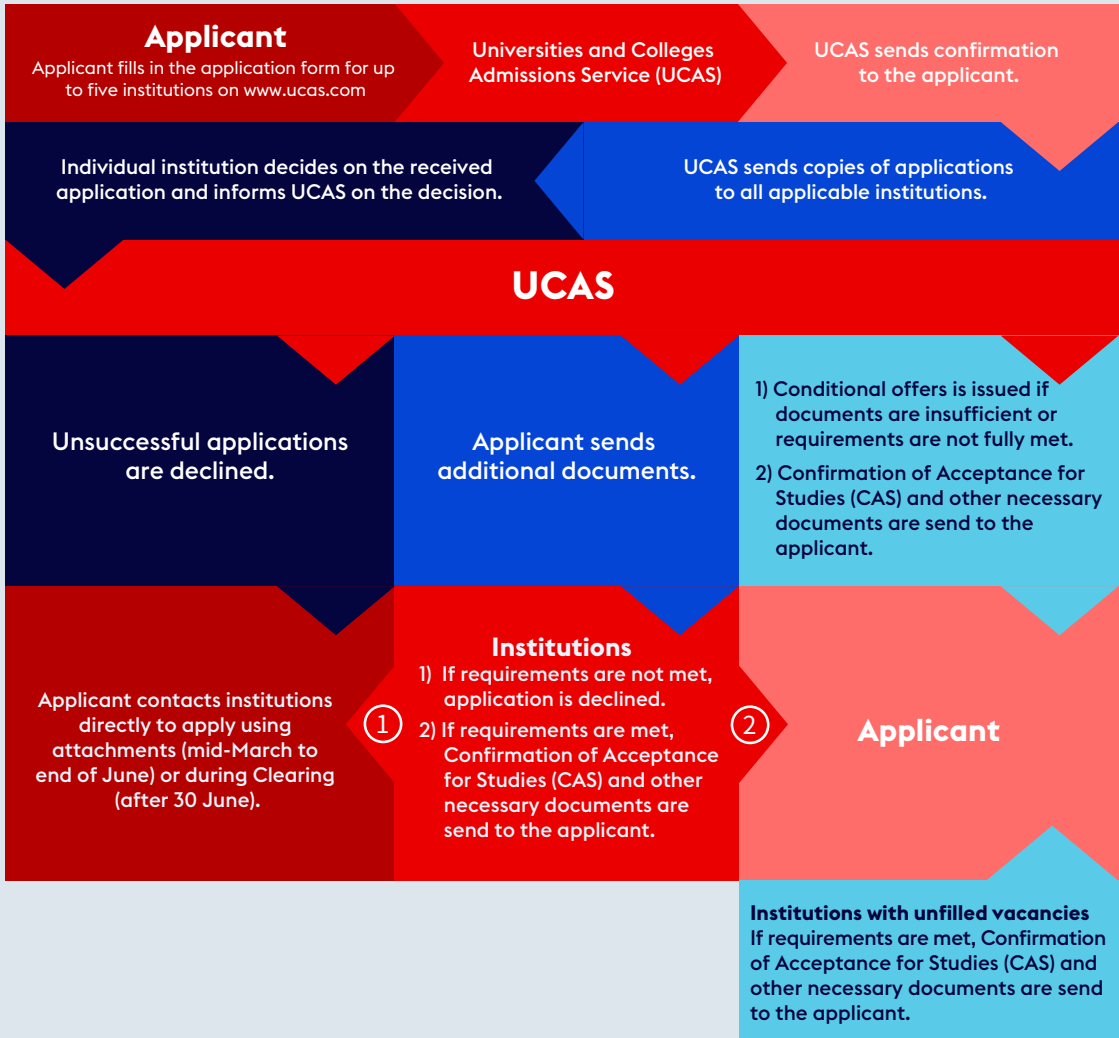 Applicant
Applicant fills in the application form for up
to five institutions on www.ucas.com
Universities and Colleges
Admissions Service (UCAS)
UCAS sends confirmation
to the applicant.
UCAS sends copies of applications
to all applicable institutions.
Individual institution decides on the received
application and informs UCAS on the decision.
UCAS
Unsuccessful applications
are declined.
Applicant sends
additional documents.
1) Conditional offers is issued if
documents are insufficient or
requirements are not fully met.
2) Confirmation of Acceptance for
Studies (CAS) and other necessary
documents are send to the
applicant.
Applicant contacts institutions
directly to apply using
attachments (mid-March to
end of June) or during Clearing
(after 30 June).
1
Institutions
1) If requirements are not met,
application is declined.
2) If requirements are met,
Confirmation of Acceptance
for Studies (CAS) and other
necessary documents are
send to the applicant.
2
Applicant
Institutions with unfilled vacancies
If requirements are met, Confirmation
of Acceptance for Studies (CAS) and
other necessary documents are send
to the applicant.